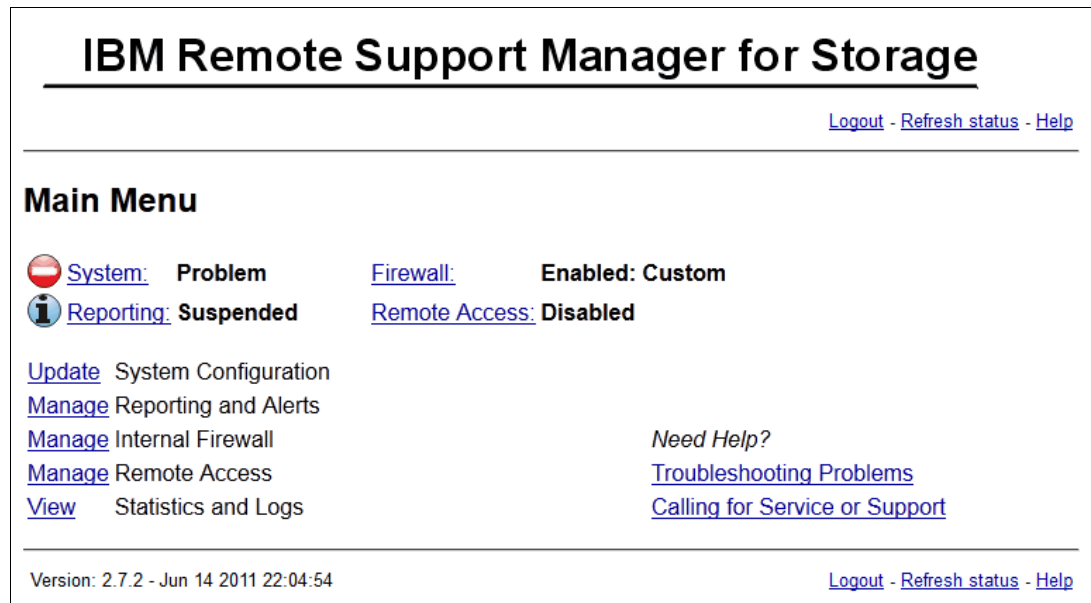 IBM Remote Support Manager for Storage
Logout - Refresh status - Help
Main Menu
System: Problem Firewall: Enabled: Custom
Reporting: Suspended Remote Access: Disabled
Update System Configuration
Manage Reporting and Alerts
Manage Internal Firewall Need Help?
Manage Remote Access Troubleshooting Problems
View Statistics and Logs Calling for Service or Support
Version: 2.7.2 - Jun 14 2011 22:04:54 Logout - Refresh status - Help